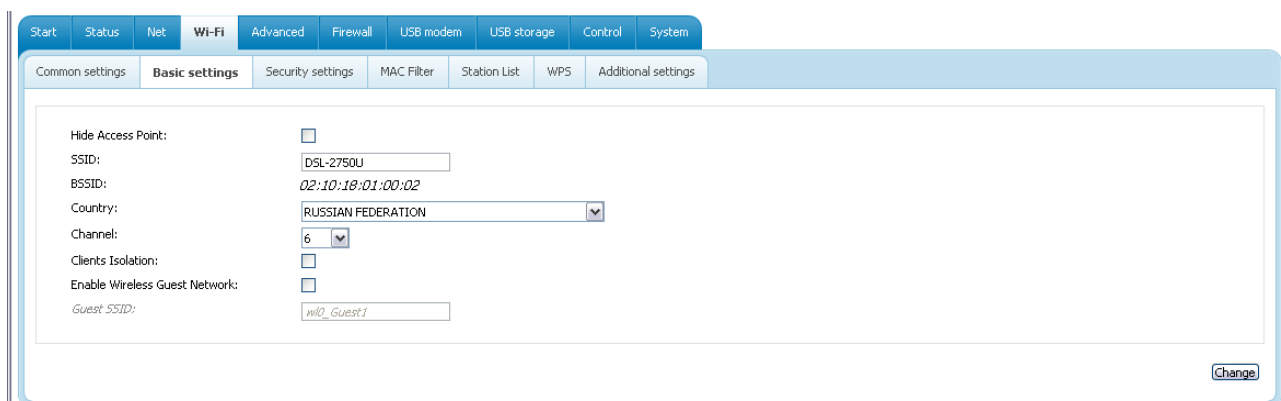 Start Status Net Wi-Fi Advanced Firewall USB modem USB storage Control System
Common settings Basic settings Security settings MAC Filter Station List WPS Additional settings
Hide Access Point:
SSID: DSL-2750U
BSSID: 02:10:18:01:00:02
Country: RUSSIAN FEDERATION
Channel: 6
Clients Isolation:
Enable Wireless Guest Network:
Guest SSID: wl0_Guest1
Change